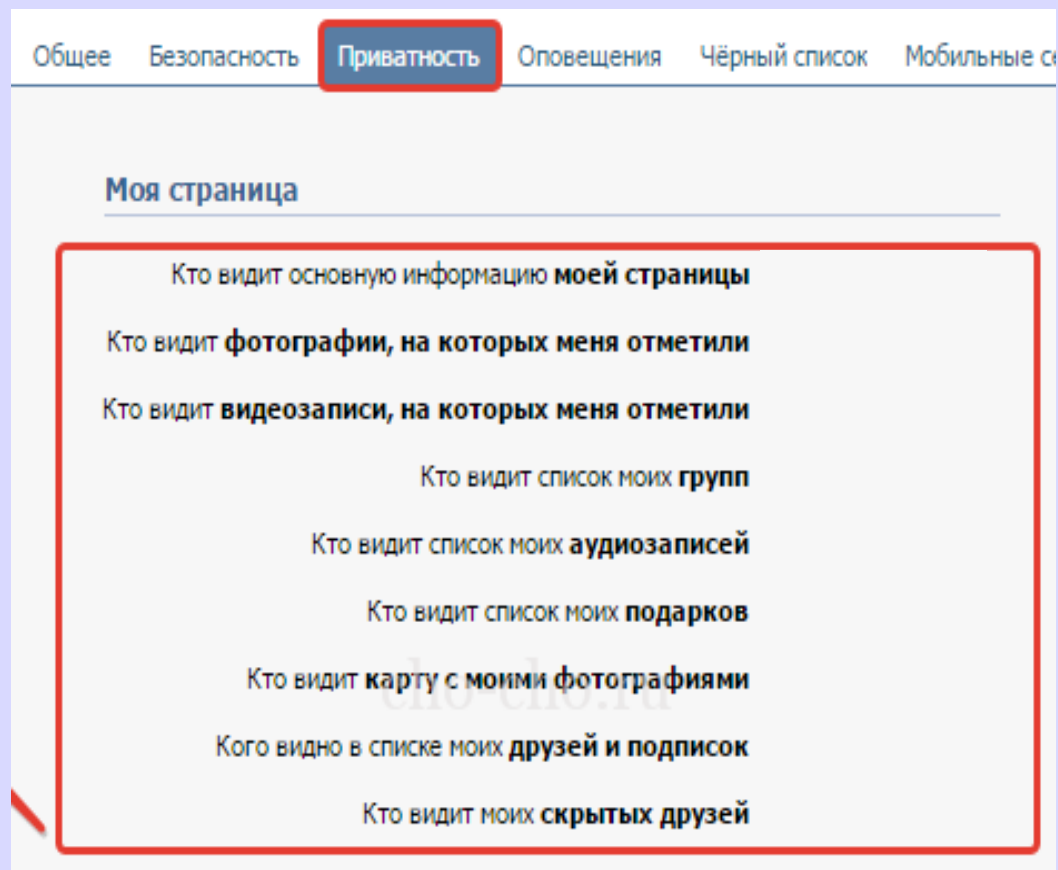 Общее Безопасность Приватность Оповещения Чёрный список Мобильные
Моя страница
Кто видит основную информацию моей страницы
Кто видит фотографии, на которых меня отметили
Кто видит видеозаписи, на которых меня отметили
Кто видит список моих групп
Кто видит список моих аудиозаписей
Кто видит список моих подарков
Кто видит карту с моими фотографиями
cho-cho.ru
Кого видно в списке моих друзей и подписок
Кто видит моих скрытых друзей